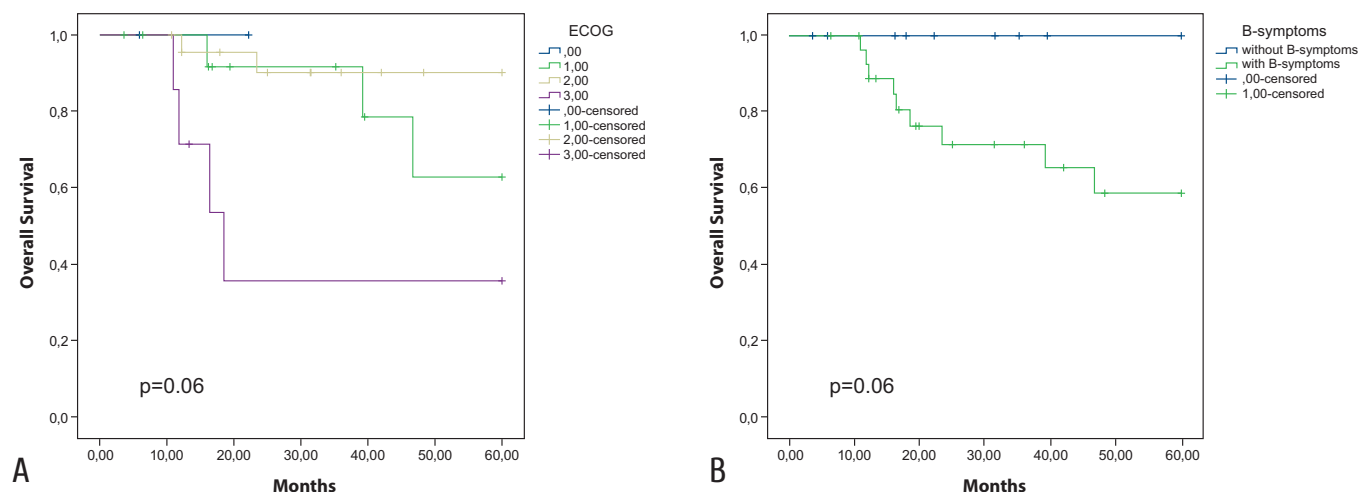 ECOG
,00
1,00
2,00
3,00
,00-censored
1,00-censored
2,00-censored
3,00-censored
1,0
0,8
0,6
0,4
0,2
0,0
Overall Survival
p=0.06
0,00 10,00 20,00 30,00 40,00 50,00 60,00
Months
A
B-symptoms
without B-symptoms
with B-symptoms
,00-censored
1,00-censored
1,0
0,8
0,6
0,4
0,2
0,0
Overall Survival
p=0.06
0,00 10,00 20,00 30,00 40,00 50,00 60,00
Months
B